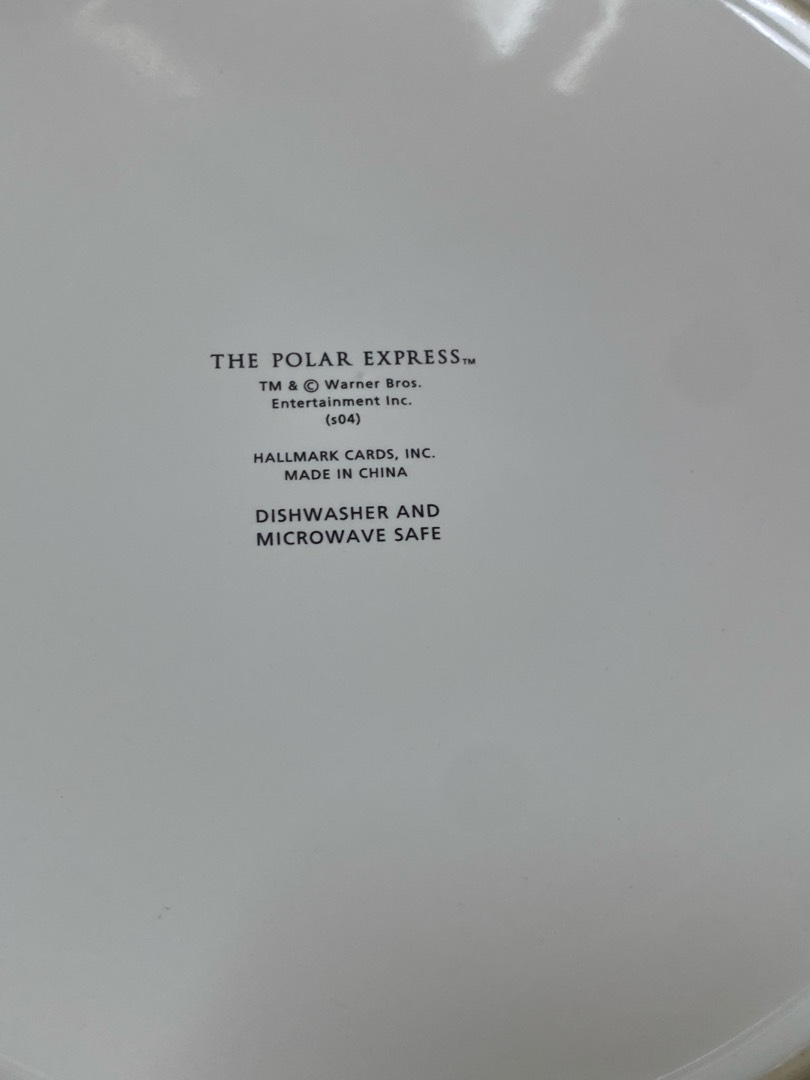 THE POLAR EXPRESS™
TM & © Warner Bros.
Entertainment Inc.
(s04)
HALLMARK CARDS, INC.
MADE IN CHINA
DISHWASHER AND
MICROWAVE SAFE